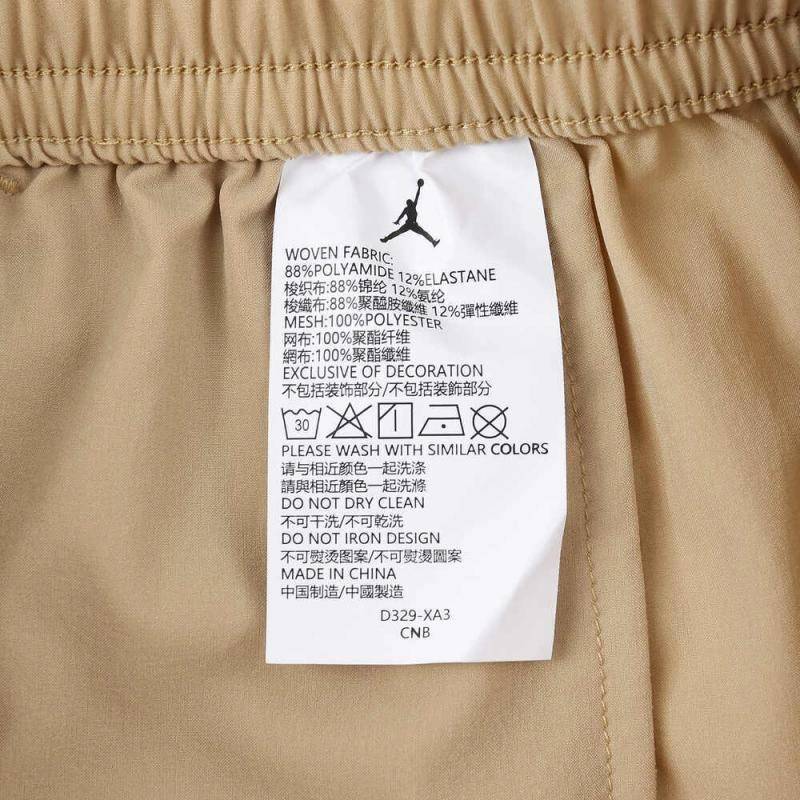 WOVEN FABRIC:
88%POLYAMIDE 12%ELASTANE
梭织布:88%锦纶 12%氨纶
梭織布:88%聚醯胺纖維 12%彈性纖維
MESH:100%POLYESTER
网布:100%聚酯纤维
網布:100%聚酯纖維
EXCLUSIVE OF DECORATION
不包括装饰部分/不包括装飾部分
30
PLEASE WASH WITH SIMILAR COLORS
请与相近颜色一起洗涤
請與相近顏色一起洗滌
DO NOT DRY CLEAN
不可干洗/不可乾洗
DO NOT IRON DESIGN
不可熨烫图案/不可熨燙圖案
MADE IN CHINA
中国制造/中國製造
D329-XA3
CNB